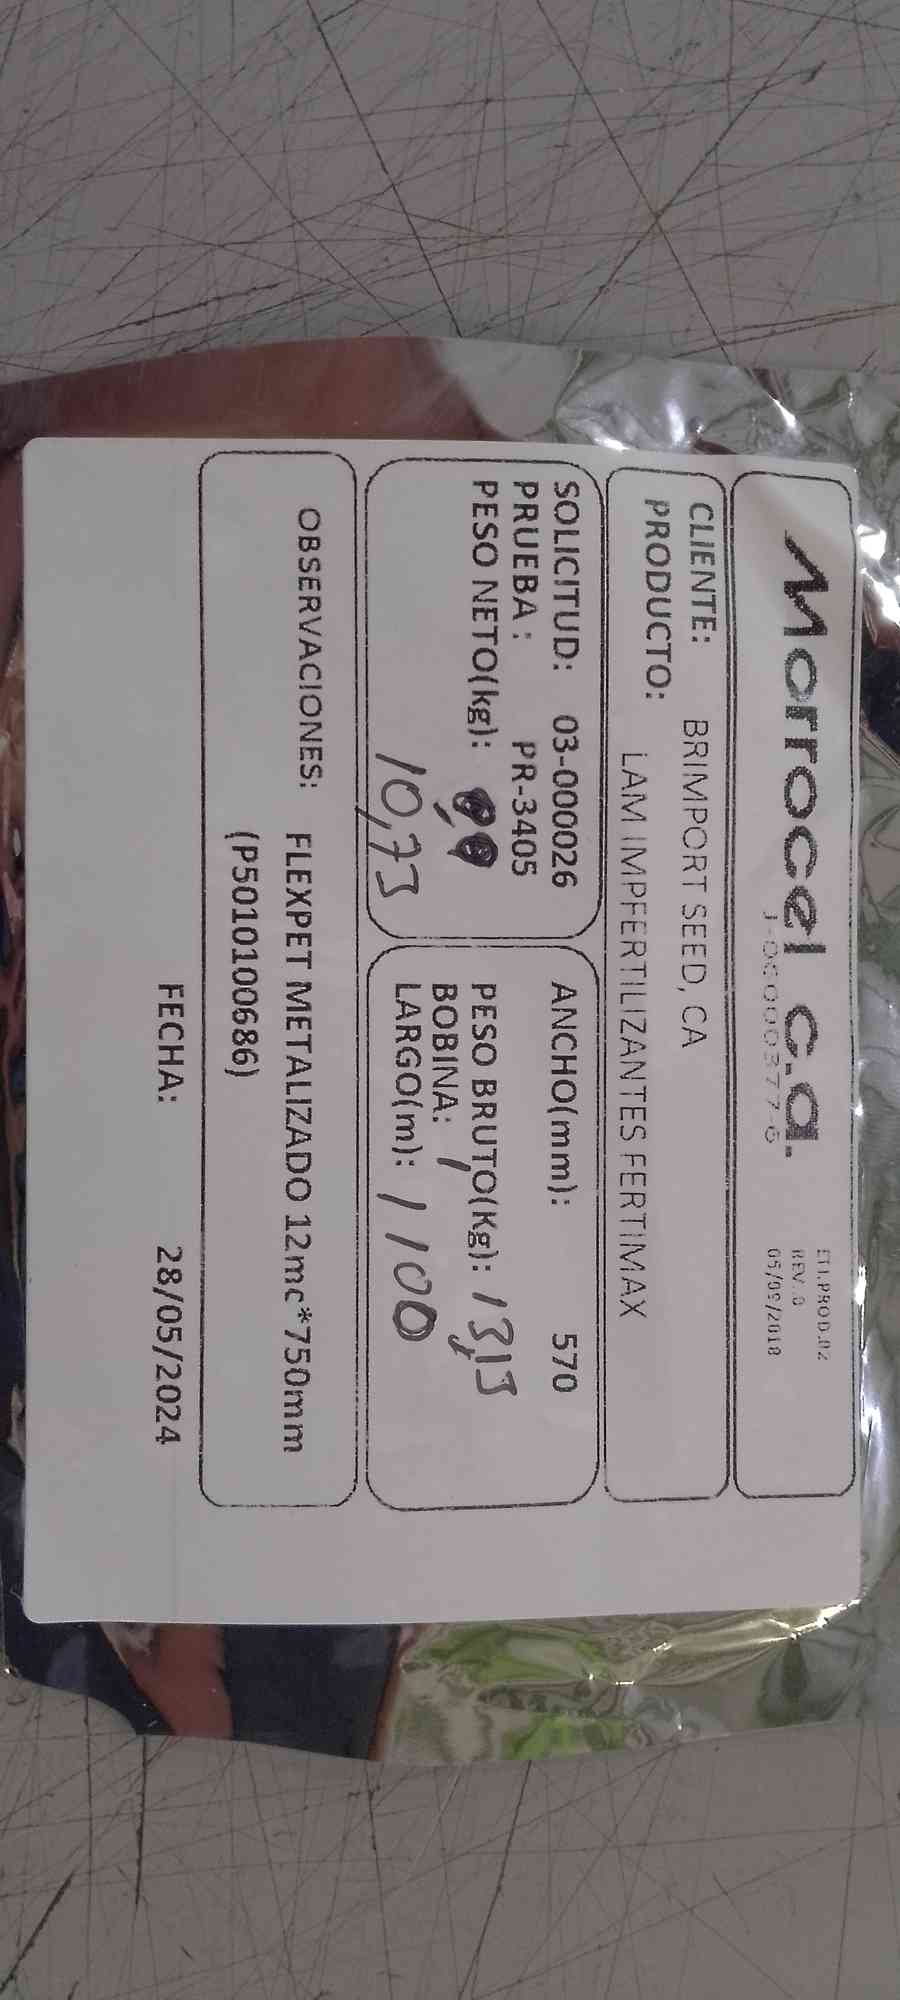 Morrocel c.a.
J-06000377-6
ETI.PROD.02
REV. 0
05/09/2018
CLIENTE: BRIMPORT SEED, CA
PRODUCTO: LAM IMPFERTILIZANTES FERTIMAX
SOLICITUD: 03-000026
PRUEBA : PR-3405
PESO NETO(kg):
10,73
ANCHO(mm): 570
PESO BRUTO(Kg): 13,13
BOBINA: 1
LARGO(m): 1100
OBSERVACIONES: FLEXPET METALIZADO 12mc*750mm
(P5010100686)
FECHA: 28/05/2024